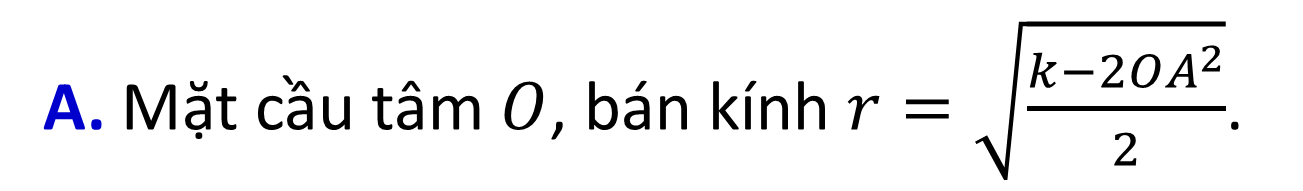 A. Mặt cầu tâm O, bán kính r = √((k−2OA²)/2).